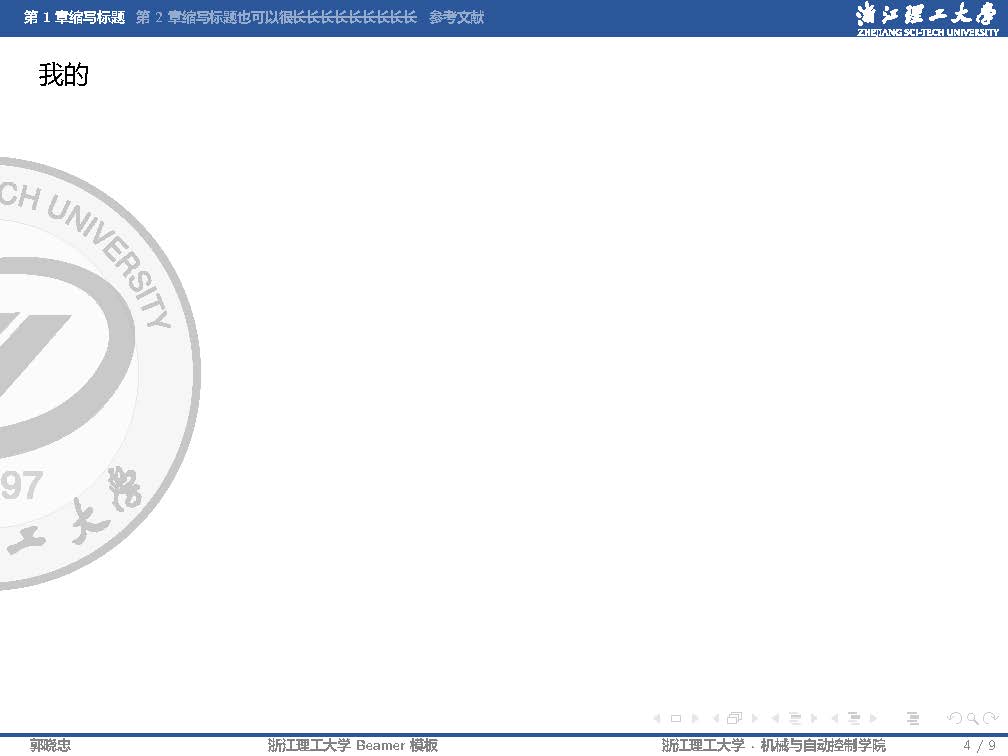 第 1 章缩写标题 第 2 章缩写标题也可以很长长长长长长长长长 参考文献
浙江理工大学
ZHEJIANG SCI-TECH UNIVERSITY
我的
CH UNIVERSITY
97
工大学
郭晓忠 浙江理工大学 Beamer 模板 浙江理工大学 · 机械与自动控制学院 4 / 9